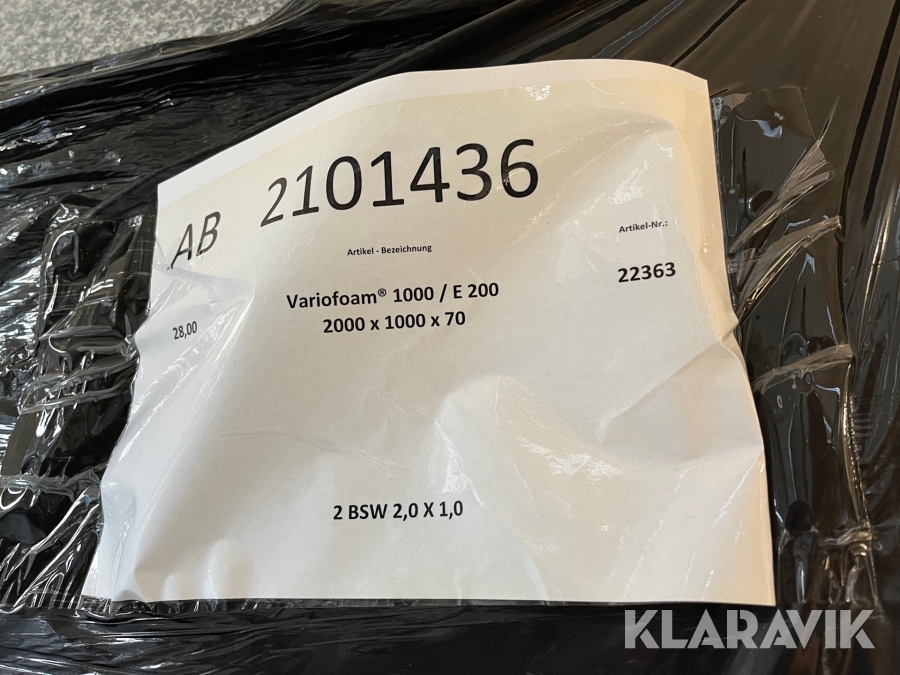 AB 2101436
Artikel - Bezeichnung
Artikel-Nr.:
28,00
Variofoam® 1000 / E 200
2000 x 1000 x 70
22363
2 BSW 2,0 X 1,0
KLARAVIK